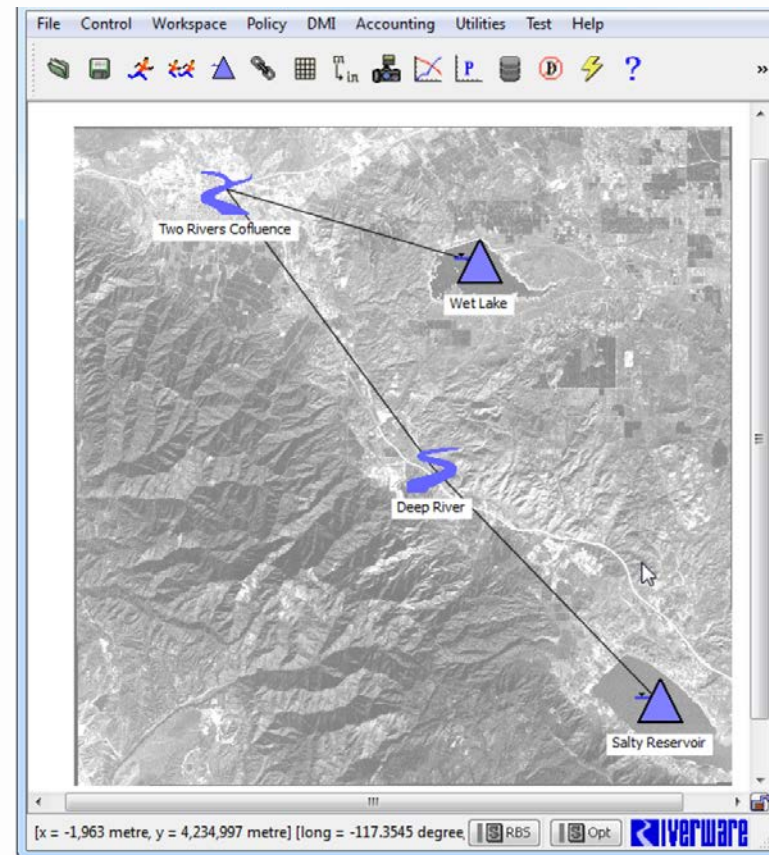 File Control Workspace Policy DMI Accounting Utilities Test Help
in P D ? »
Two Rivers Cofluence
Wet Lake
Deep River
Salty Reservoir
[x = -1,963 metre, y = 4,234,997 metre] [long = -117.3545 degree, S RBS S Opt RIVERWARE